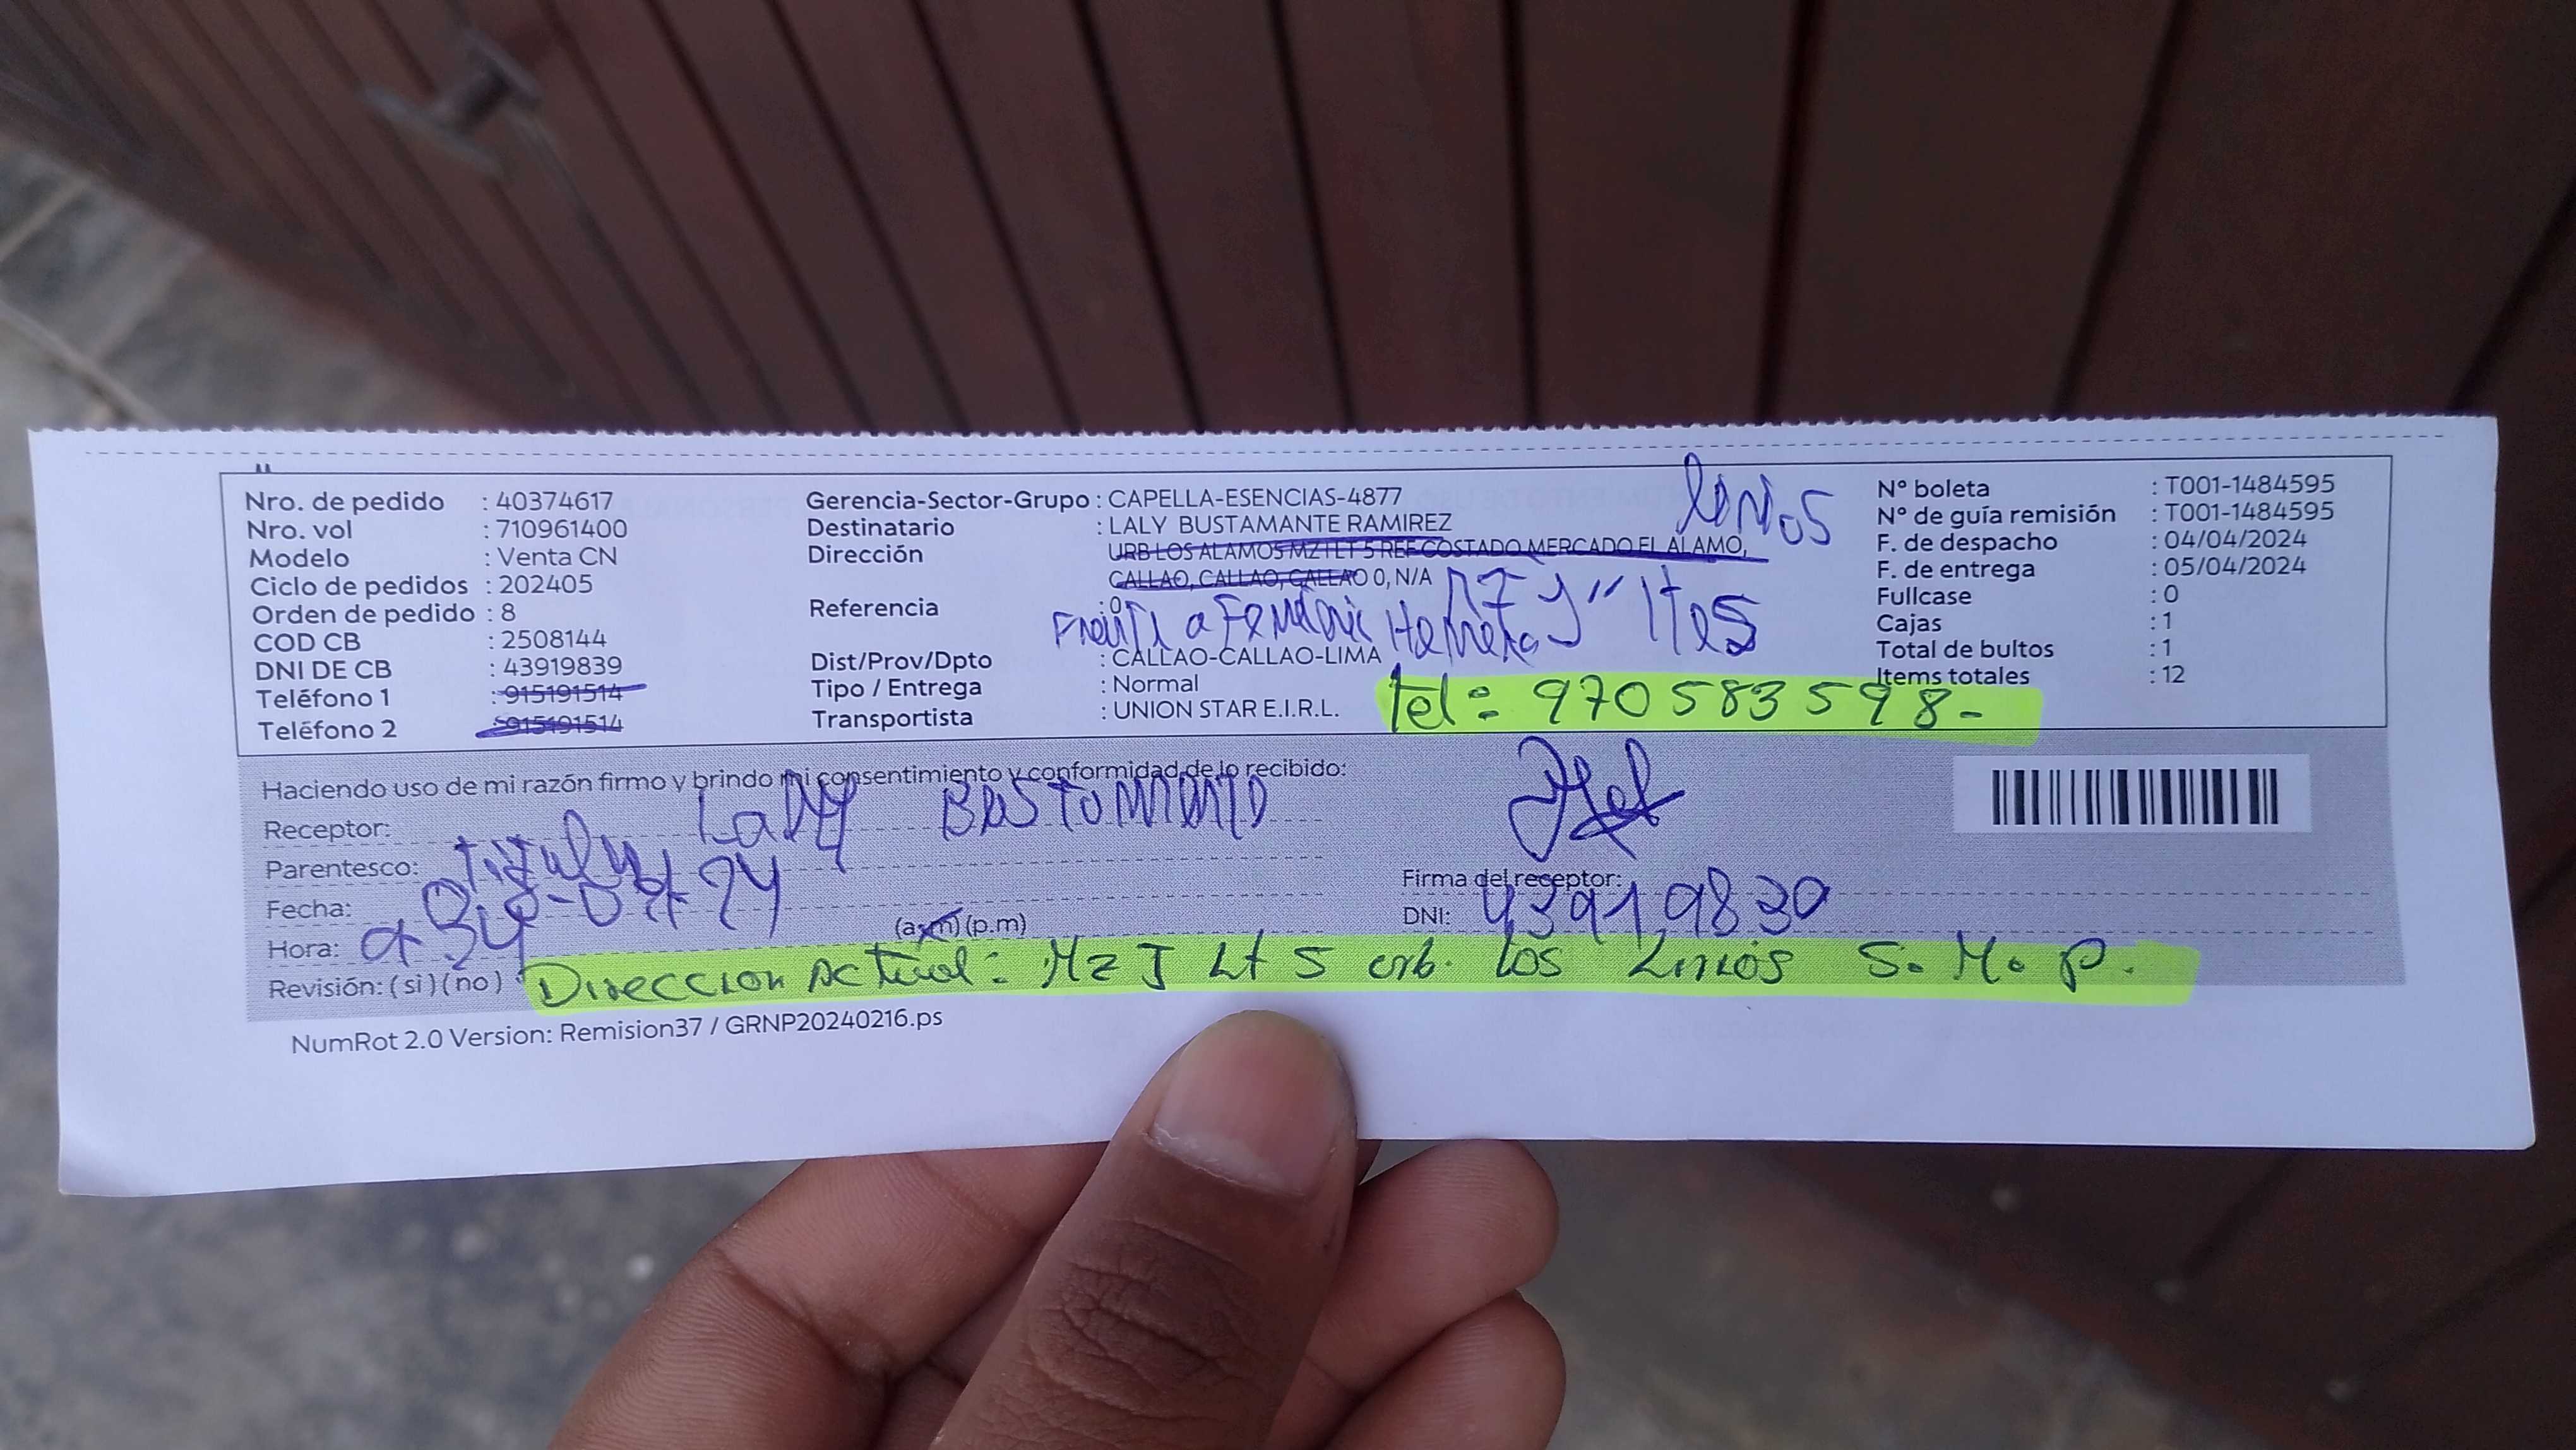 Nro. de pedido : 40374617
Nro. vol : 710961400
Modelo : Venta CN
Ciclo de pedidos : 202405
Orden de pedido : 8
COD CB : 2508144
DNI DE CB : 43919839
Teléfono 1 : 915191514
Teléfono 2 : 915191514
Gerencia-Sector-Grupo : CAPELLA-ESENCIAS-4877
Destinatario : LALY BUSTAMANTE RAMIREZ
Dirección : URB LOS ALAMOS MZ I LT 5 REF COSTADO MERCADO EL ALAMO,
CALLAO, CALLAO, CALLAO 0, N/A
Referencia : 0
Dist/Prov/Dpto : CALLAO-CALLAO-LIMA
Tipo / Entrega : Normal
Transportista : UNION STAR E.I.R.L.
Nº boleta : T001-1484595
Nº de guía remisión : T001-1484595
F. de despacho : 04/04/2024
F. de entrega : 05/04/2024
Fullcase : 0
Cajas : 1
Total de bultos : 1
Items totales : 12
Tel: 970583598-
Haciendo uso de mi razón firmo y brindo mi consentimiento y conformidad de lo recibido:
Receptor: Lady
Parentesco:
Fecha:
Hora: (a.m) (p.m)
Firma del receptor:
DNI: 43919839
Revisión: (si) (no) Direccion Actual: Mz J Lt 5 urb. Los Linios S.M.P.
NumRot 2.0 Version: Remision37 / GRNP20240216.ps